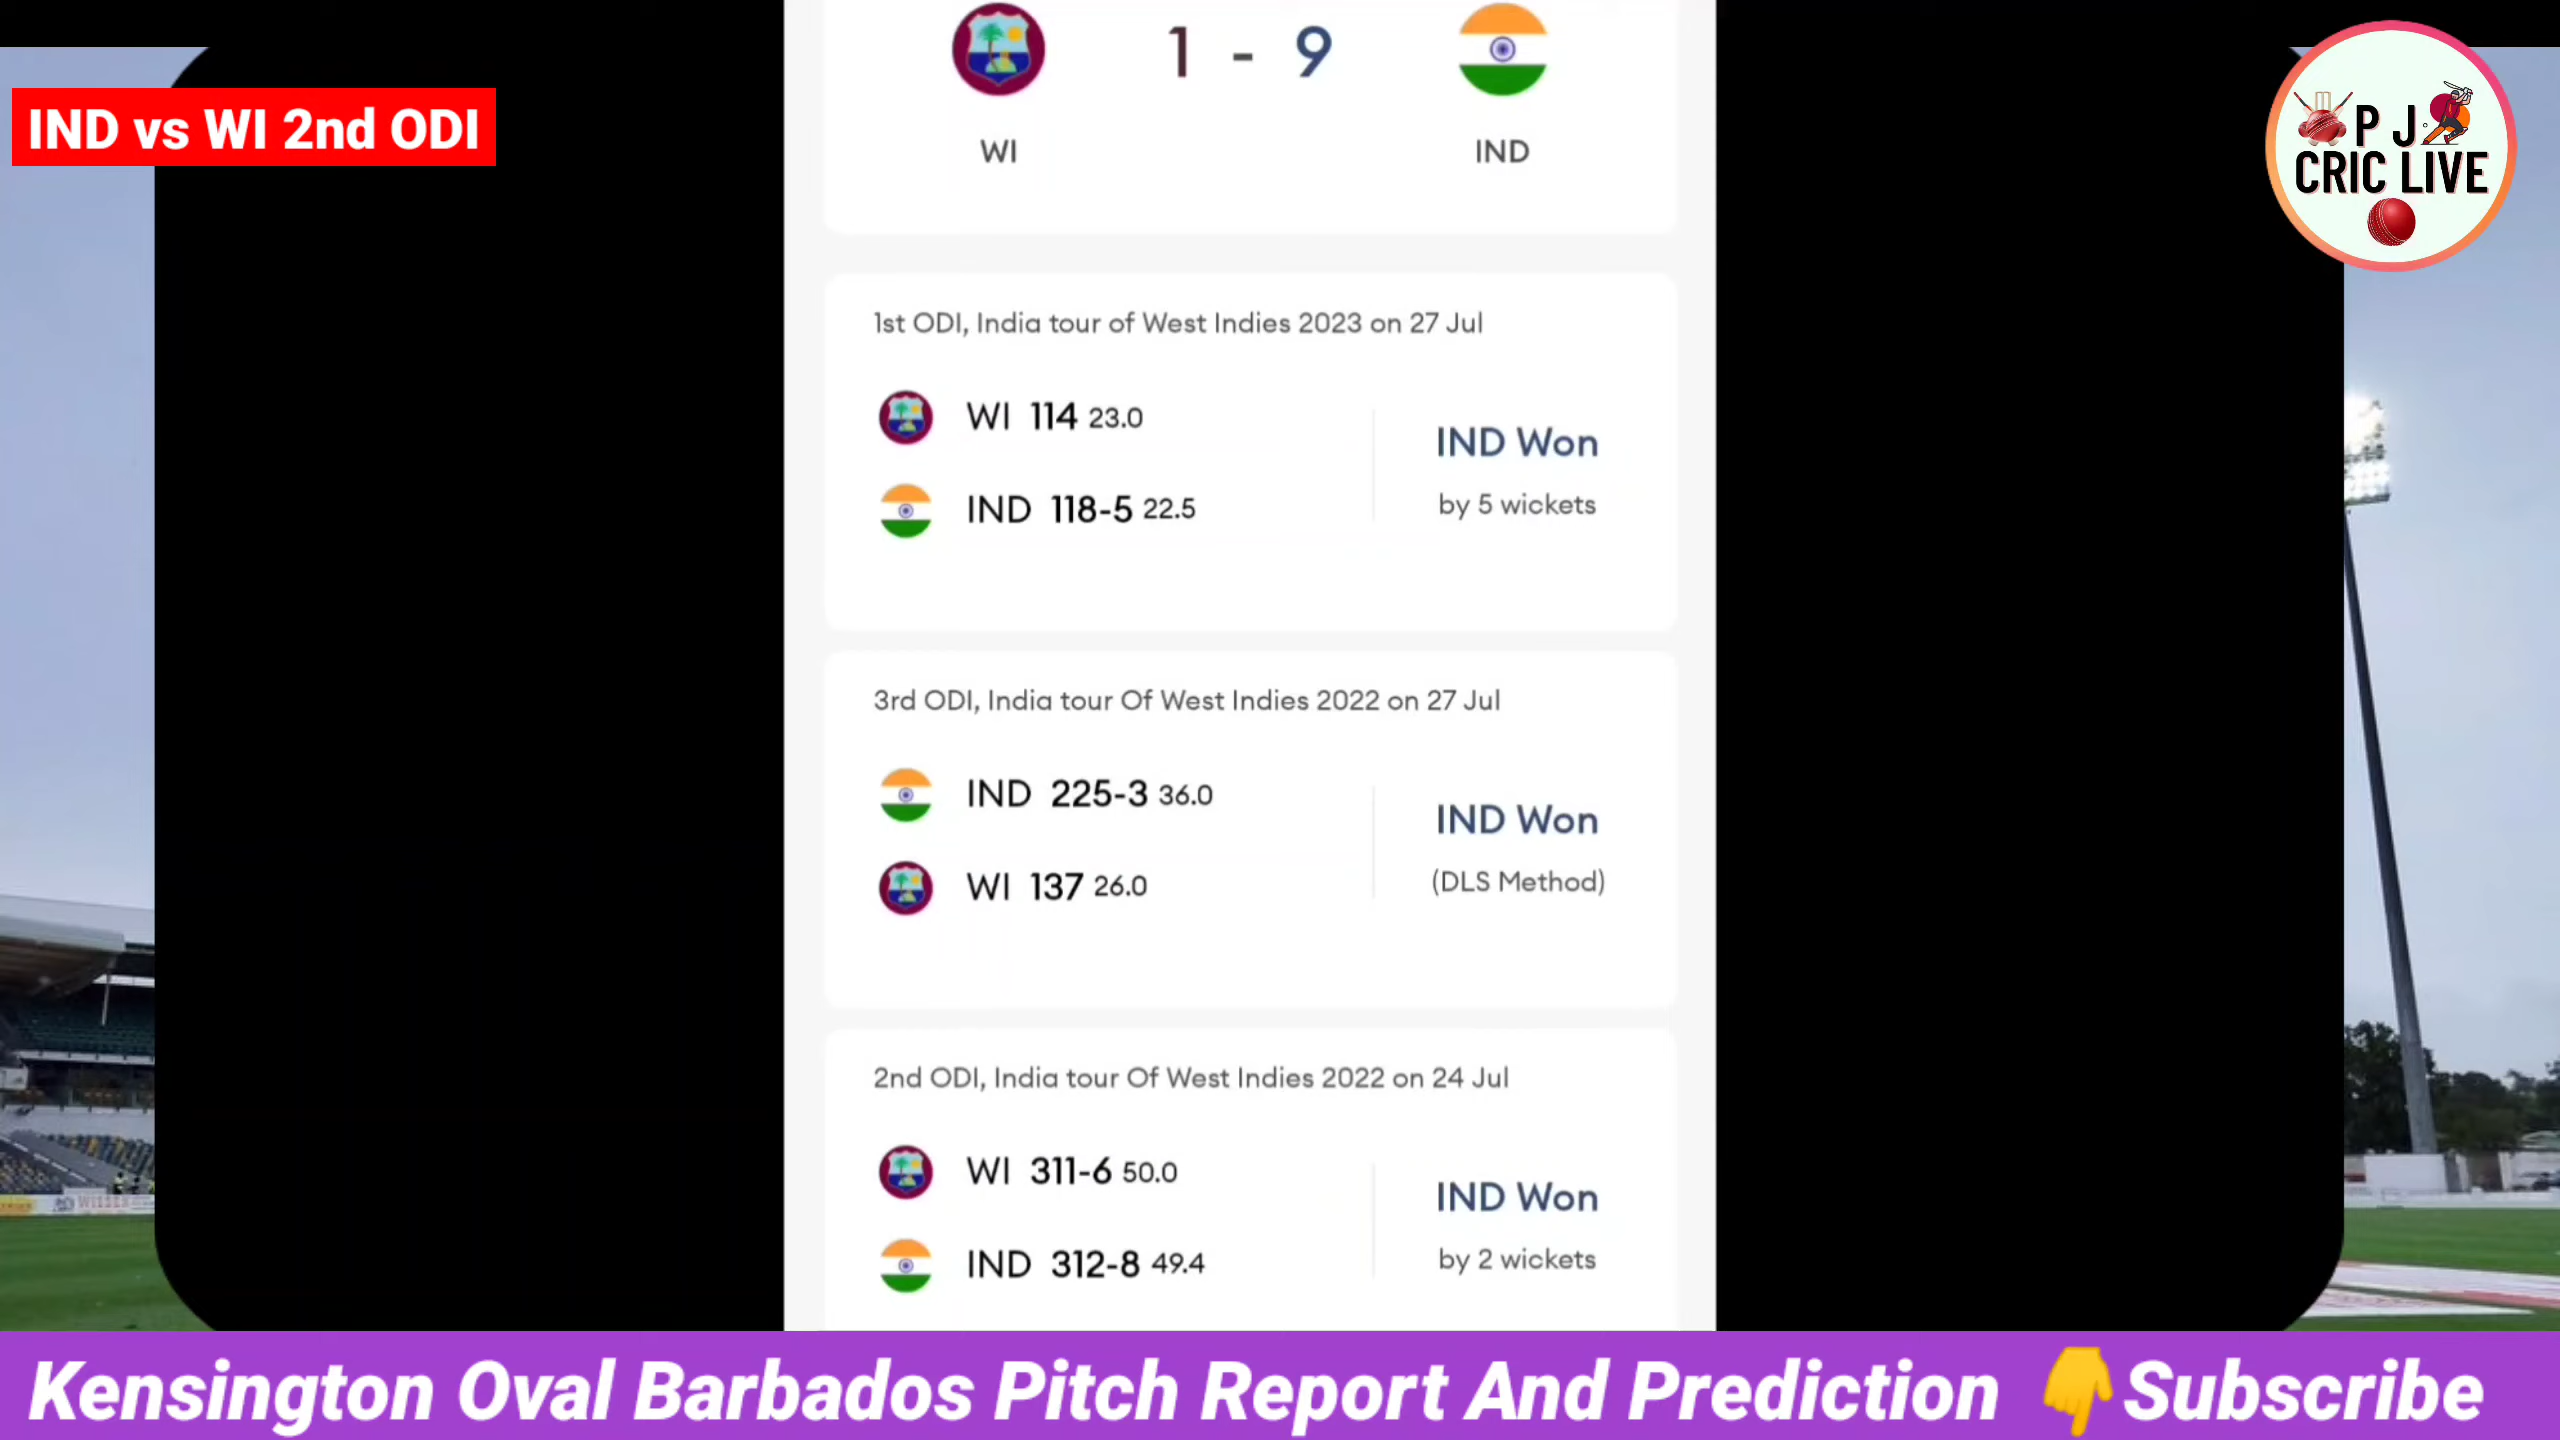 1 - 9
WI IND
IND vs WI 2nd ODI
P J
CRIC LIVE
1st ODI, India tour of West Indies 2023 on 27 Jul
WI 114 23.0
IND 118-5 22.5
IND Won
by 5 wickets
3rd ODI, India tour Of West Indies 2022 on 27 Jul
IND 225-3 36.0
WI 137 26.0
IND Won
(DLS Method)
2nd ODI, India tour Of West Indies 2022 on 24 Jul
WI 311-6 50.0
IND 312-8 49.4
IND Won
by 2 wickets
Kensington Oval Barbados Pitch Report And Prediction 👇Subscribe